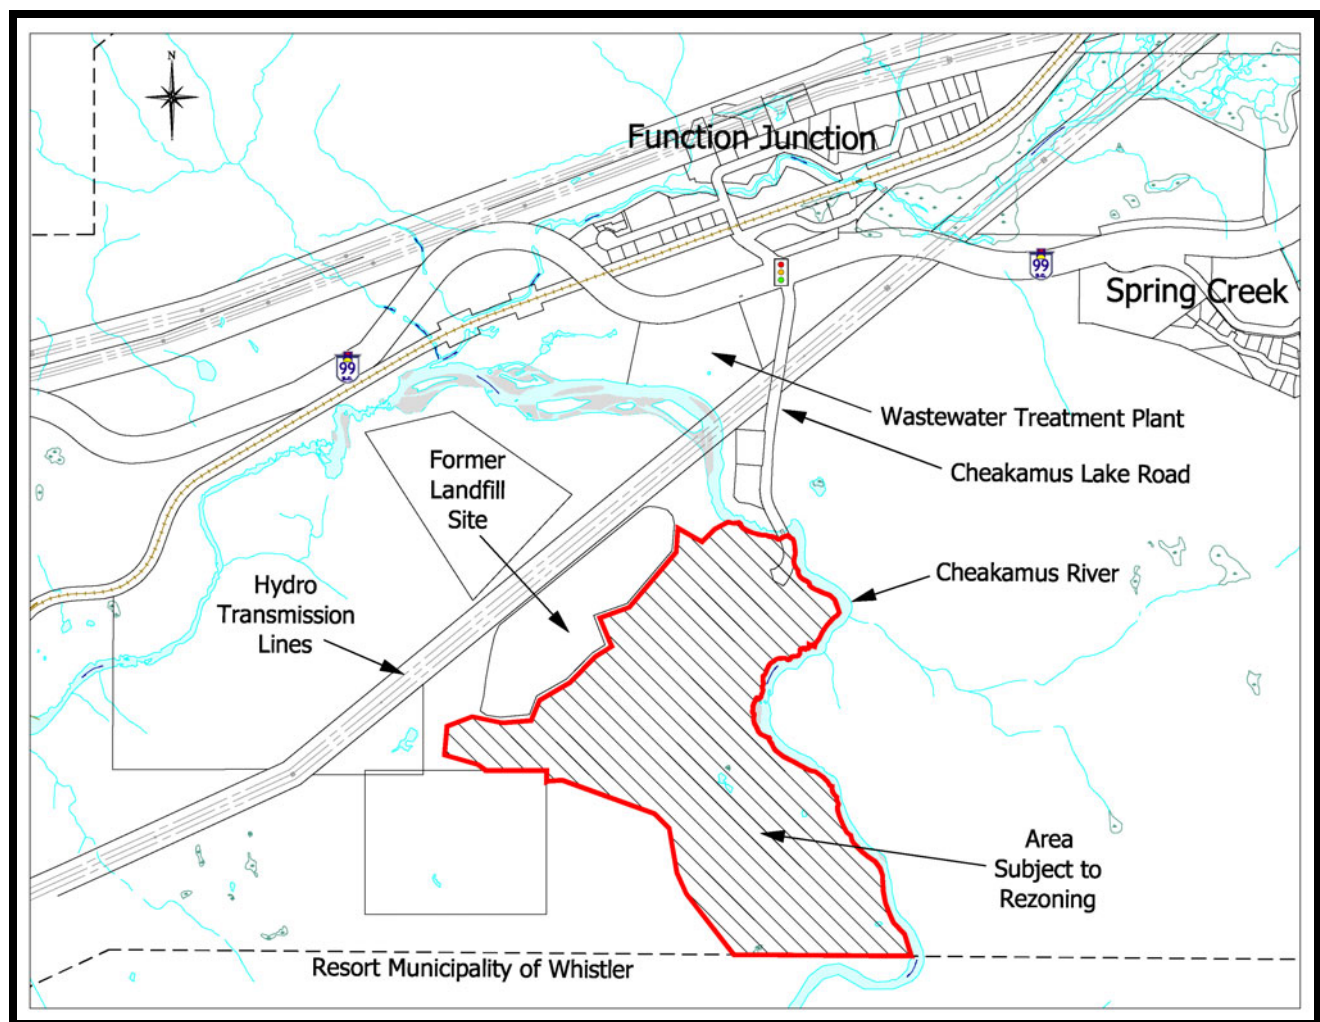 N
Function Junction
99
Spring Creek
99
Wastewater Treatment Plant
Cheakamus Lake Road
Former
Landfill
Site
Cheakamus River
Hydro
Transmission
Lines
Area
Subject to
Rezoning
Resort Municipality of Whistler